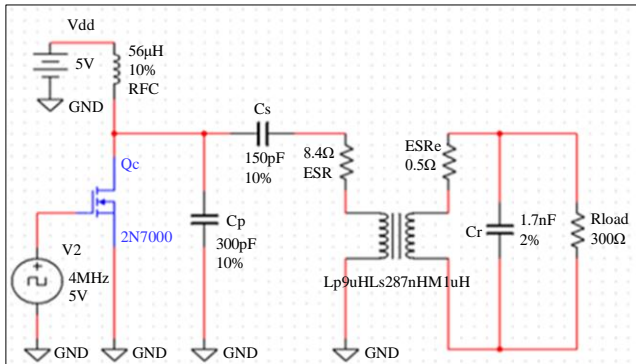 Vdd
5V
GND
56μH
10%
RFC
Qc
2N7000
V2
4MHz
5V
GND
GND
Cs
150pF
10%
Cp
300pF
10%
GND
8.4Ω
ESR
Lp9uHLs287nHM1uH
GND
ESRe
0.5Ω
Cr
1.7nF
2%
Rload
300Ω